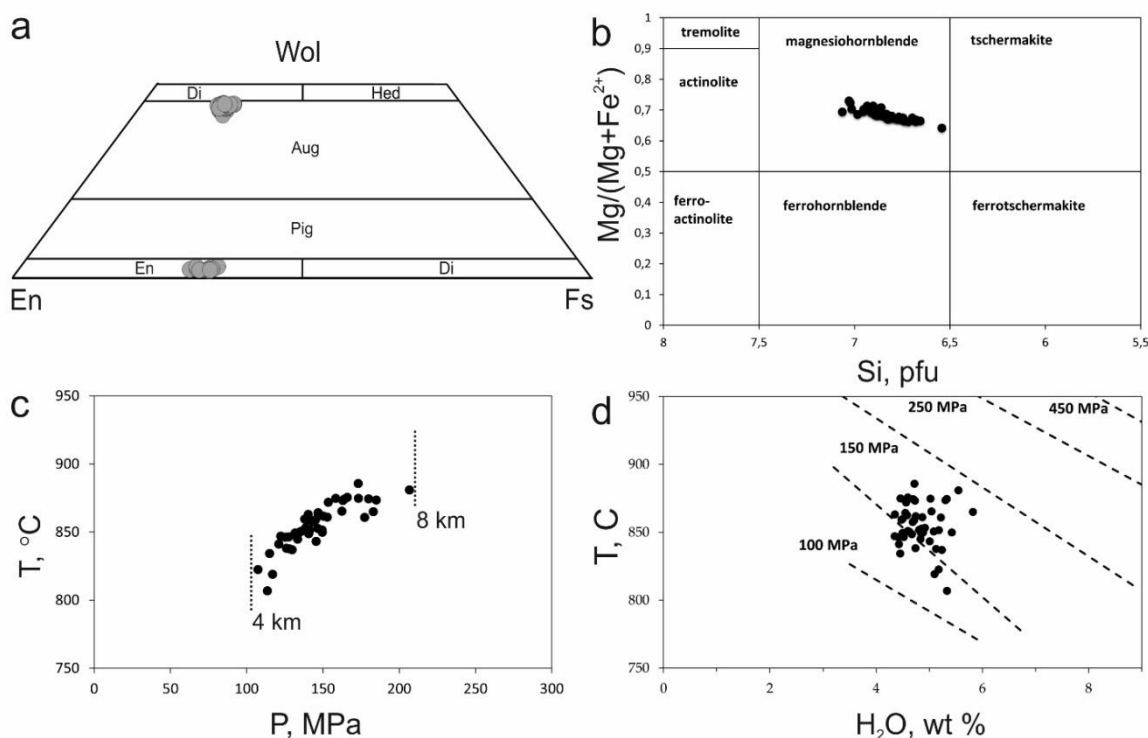 a
Wol
Di
Hed
Aug
Pig
En
Di
En
Fs
b
Mg/(Mg+Fe²⁺)
1
0,9
0,8
0,7
0,6
0,5
0,4
0,3
0,2
0,1
0
tremolite
magnesiohornblende
tschermakite
actinolite
ferro-
actinolite
ferrohornblende
ferrotschermakite
8
7,5
7
6,5
6
5,5
Si, pfu
c
T, °C
950
900
850
800
750
8 km
4 km
0
50
100
150
200
250
300
P, MPa
d
T, C
950
900
850
800
750
250 MPa
450 MPa
150 MPa
100 MPa
0
2
4
6
8
H₂O, wt %